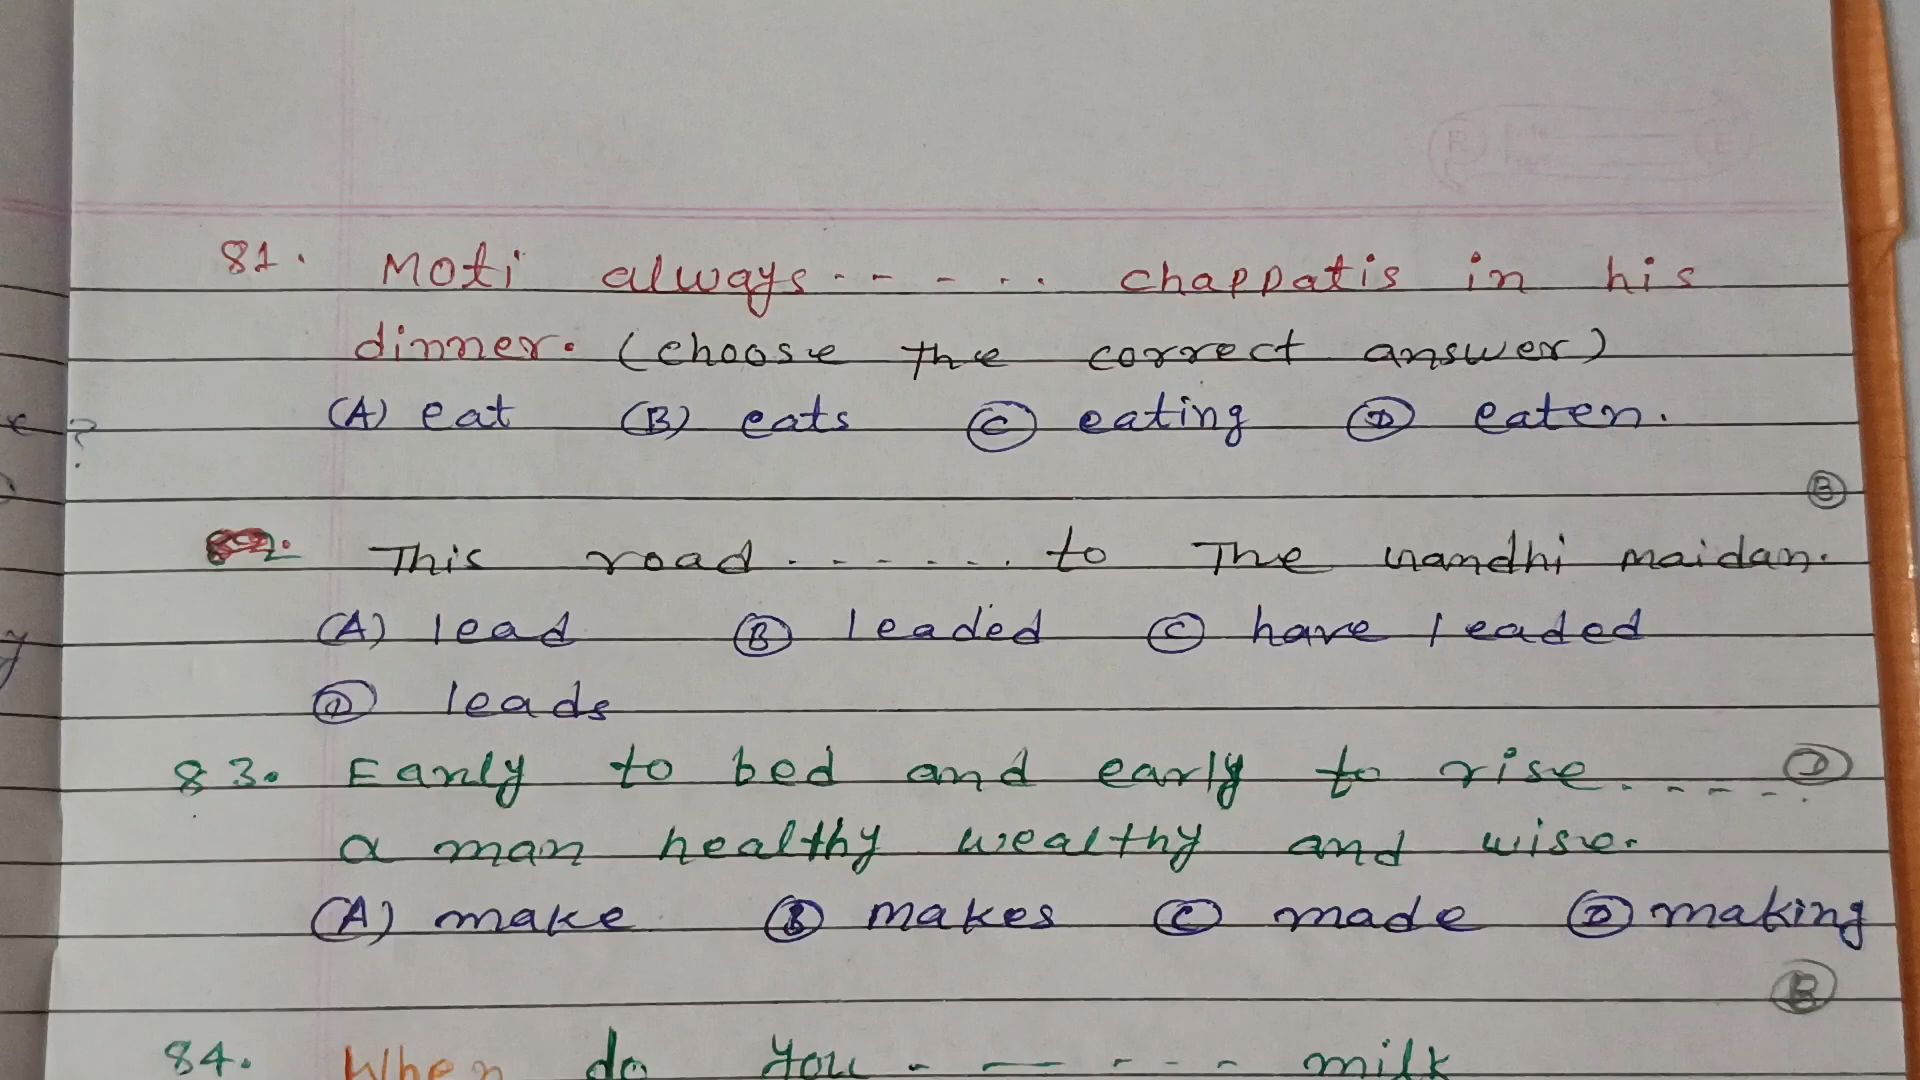 81. Moti always ------ chappatis in his
dinner. (choose the correct answer)
(A) eat (B) eats (C) eating (D) eaten.
(B)
82. This road ....... to The Gandhi maidan.
(A) lead (B) leaded (C) have leaded
(D) leads
(D)
83. Early to bed and early to rise ......
a man healthy wealthy and wise.
(A) make (B) makes (C) made (D) making
(B)
84. When do you ------ milk